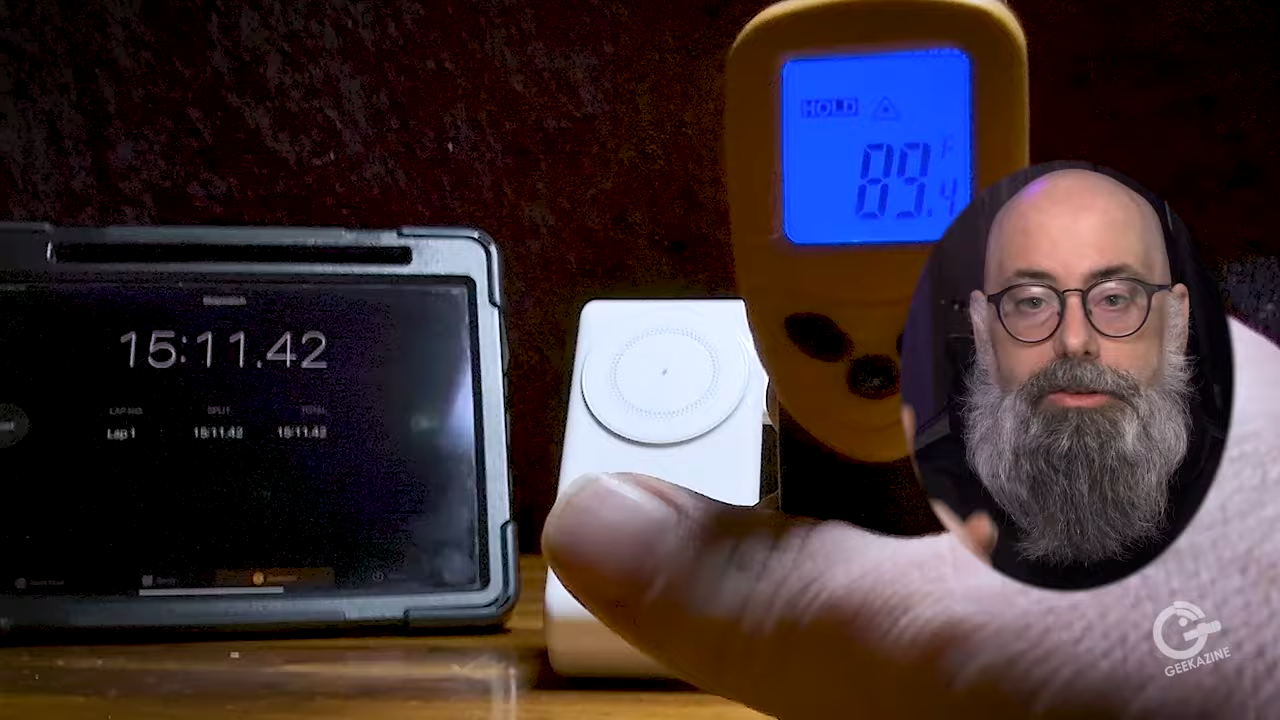 15:11.42
LAP NO.
SPLIT
TOTAL
Lap 1
15:11.42
15:11.42
HOLD
F
89.4
GEEKAZINE